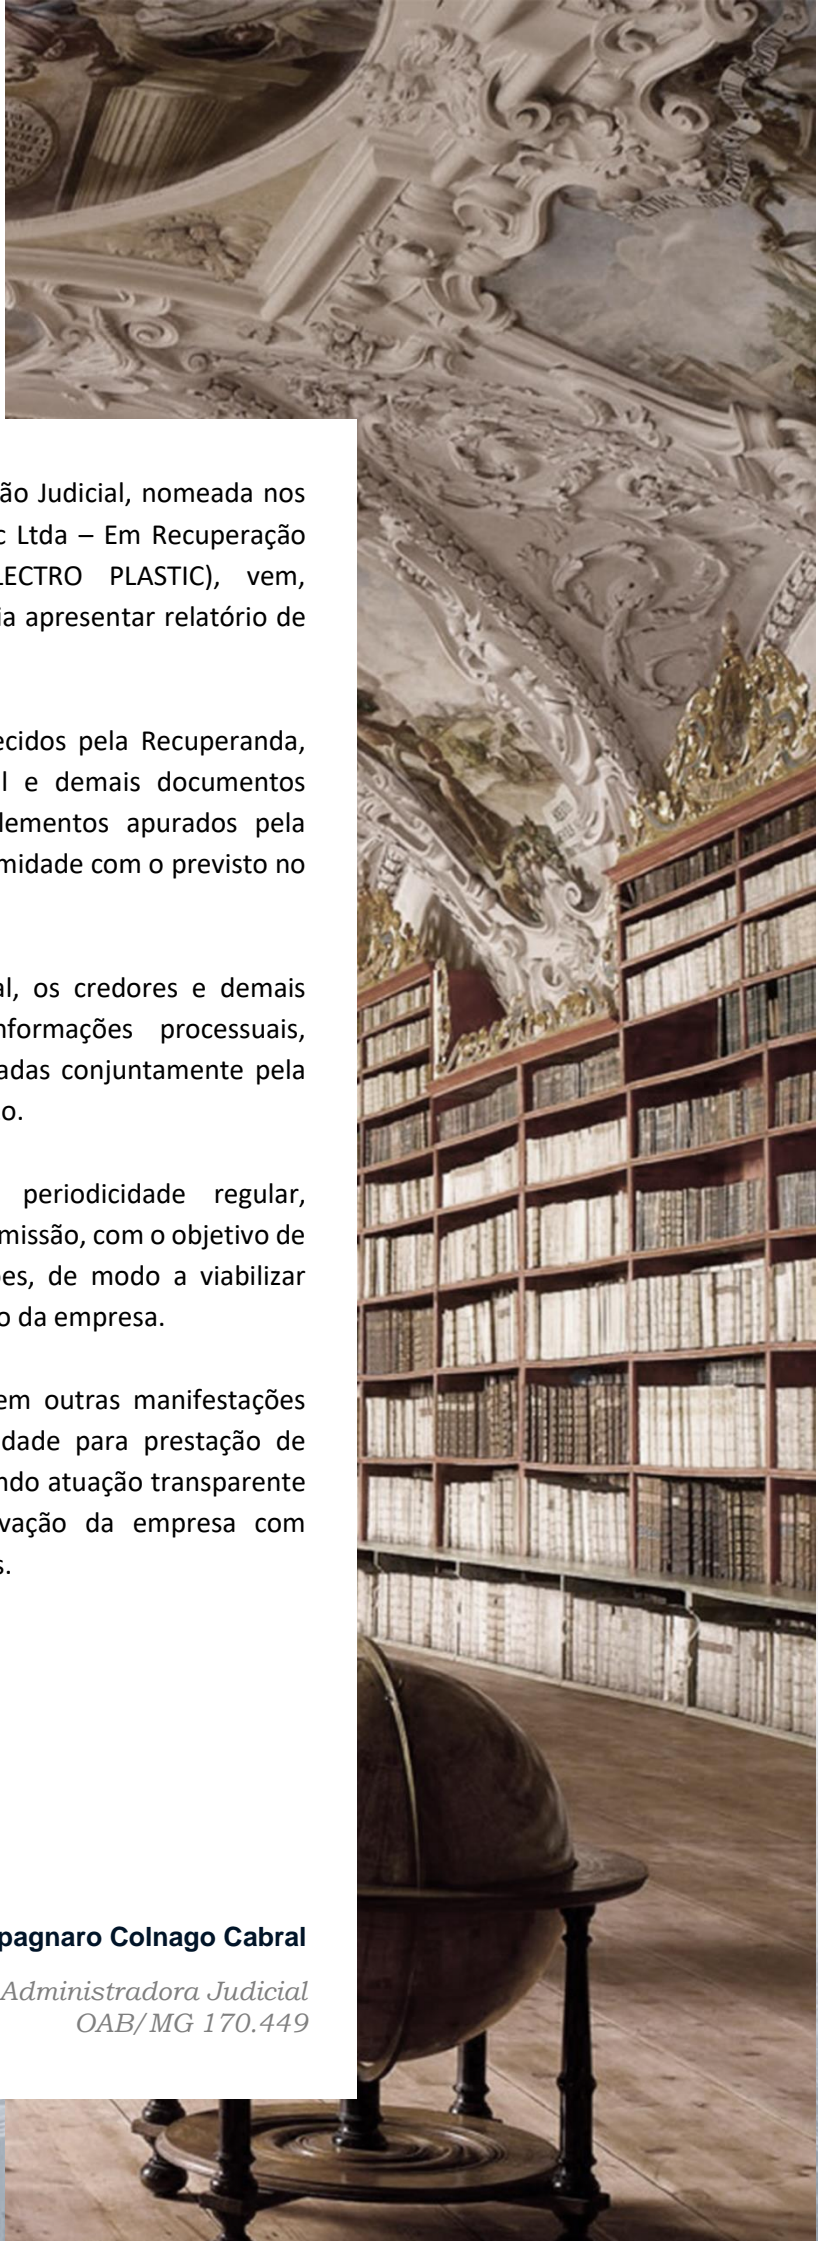 ão Judicial, nomeada nos
c Ltda – Em Recuperação
LECTRO PLASTIC), vem,
ia apresentar relatório de
ecidos pela Recuperanda,
l e demais documentos
lementos apurados pela
midade com o previsto no
al, os credores e demais
nformações processuais,
adas conjuntamente pela
o.
periodicidade regular,
missão, com o objetivo de
es, de modo a viabilizar
o da empresa.
em outras manifestações
dade para prestação de
ndo atuação transparente
vação da empresa com
s.
pagnaro Colnago Cabral
Administradora Judicial
OAB/MG 170.449